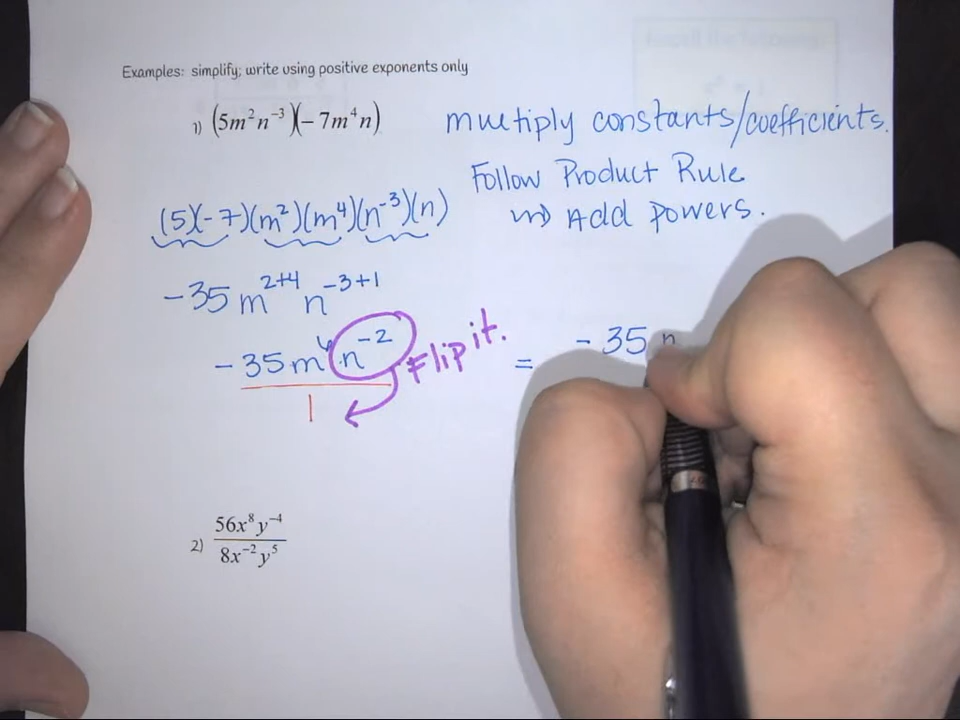 Examples: simplify; write using positive exponents only
1) (5m²n⁻³)(−7m⁴n)
multiply constants/coefficients.
Follow Product Rule
⇝ Add powers.
(5)(-7)(m²)(m⁴)(n⁻³)(n)
-35 m²⁺⁴ n⁻³⁺¹
-35m⁶n⁻²
1
Flip it.
= -35
2) 56x⁸y⁻⁴
8x⁻²y⁵